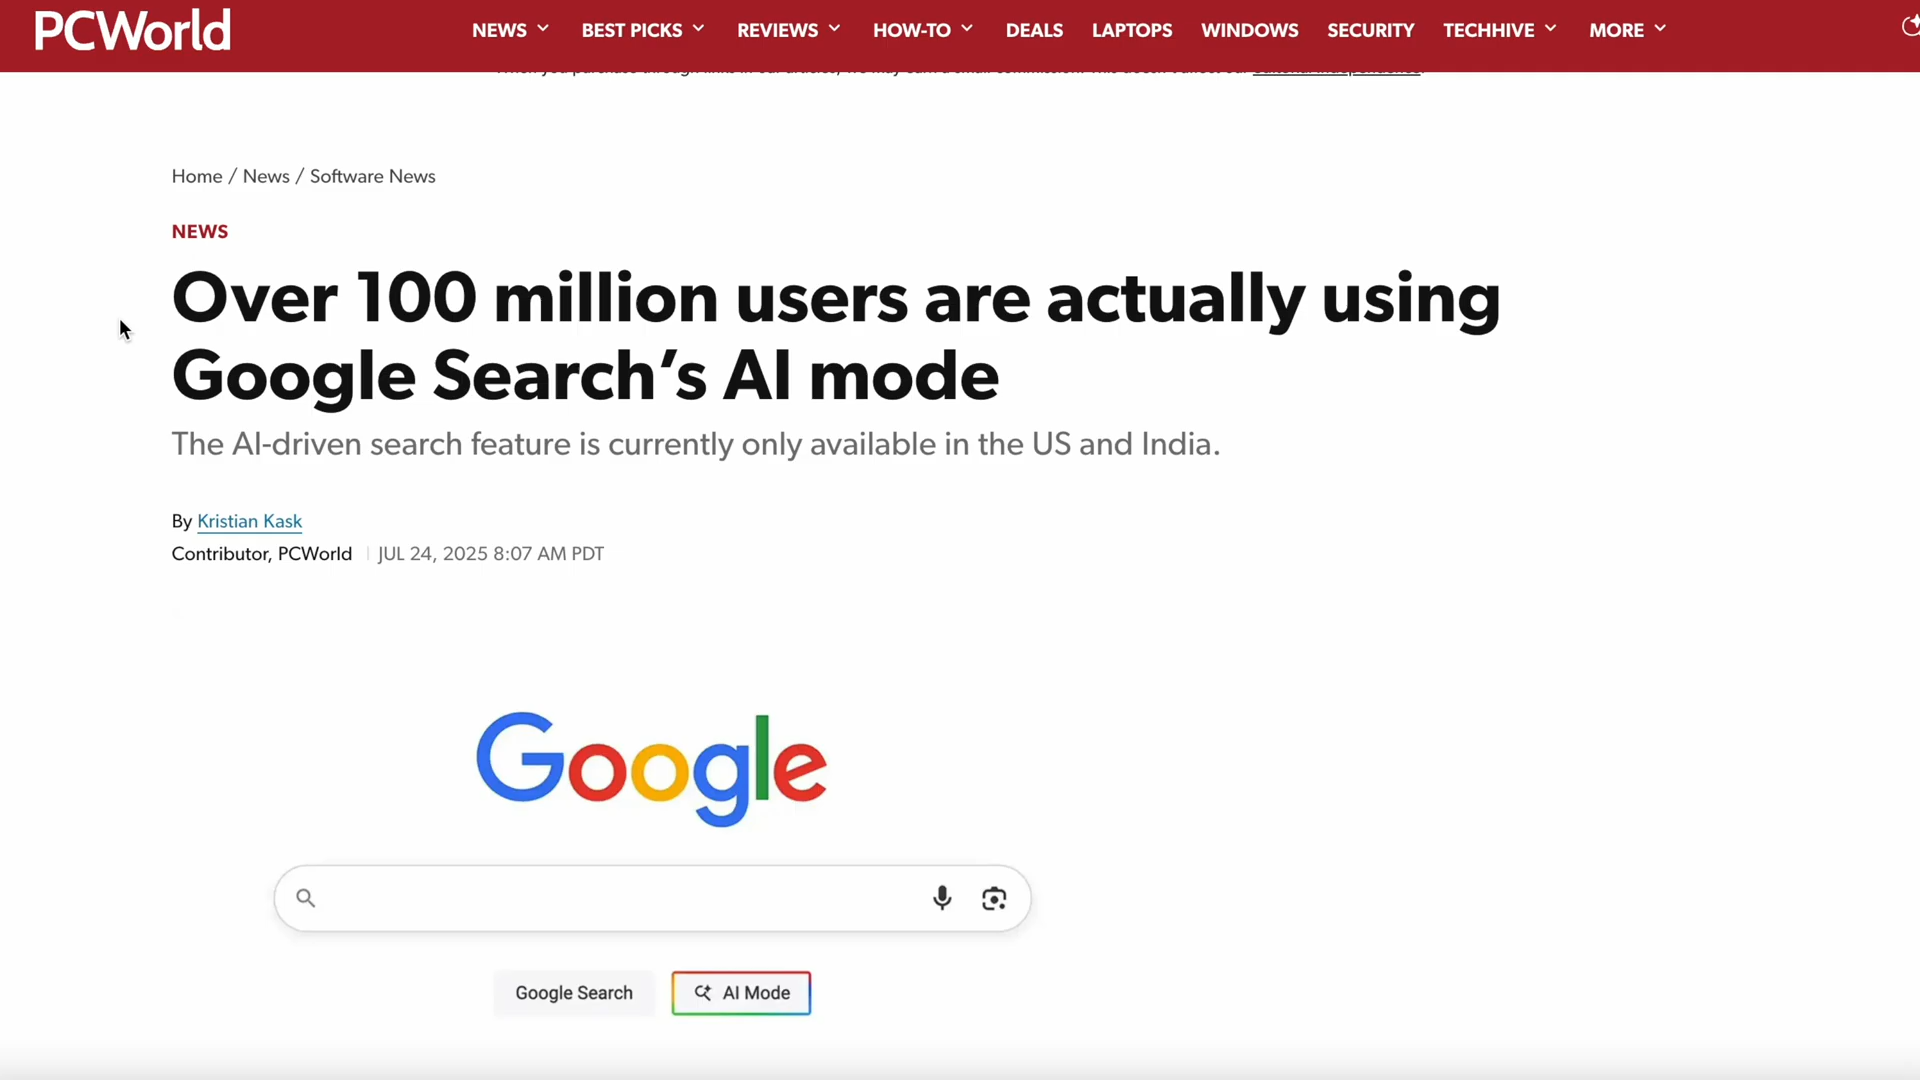 PCWorld
NEWS BEST PICKS REVIEWS HOW-TO DEALS LAPTOPS WINDOWS SECURITY TECHHIVE MORE
Home / News / Software News
NEWS
Over 100 million users are actually using
Google Search’s AI mode
The AI-driven search feature is currently only available in the US and India.
By Kristian Kask
Contributor, PCWorld | JUL 24, 2025 8:07 AM PDT
Google
Google Search AI Mode